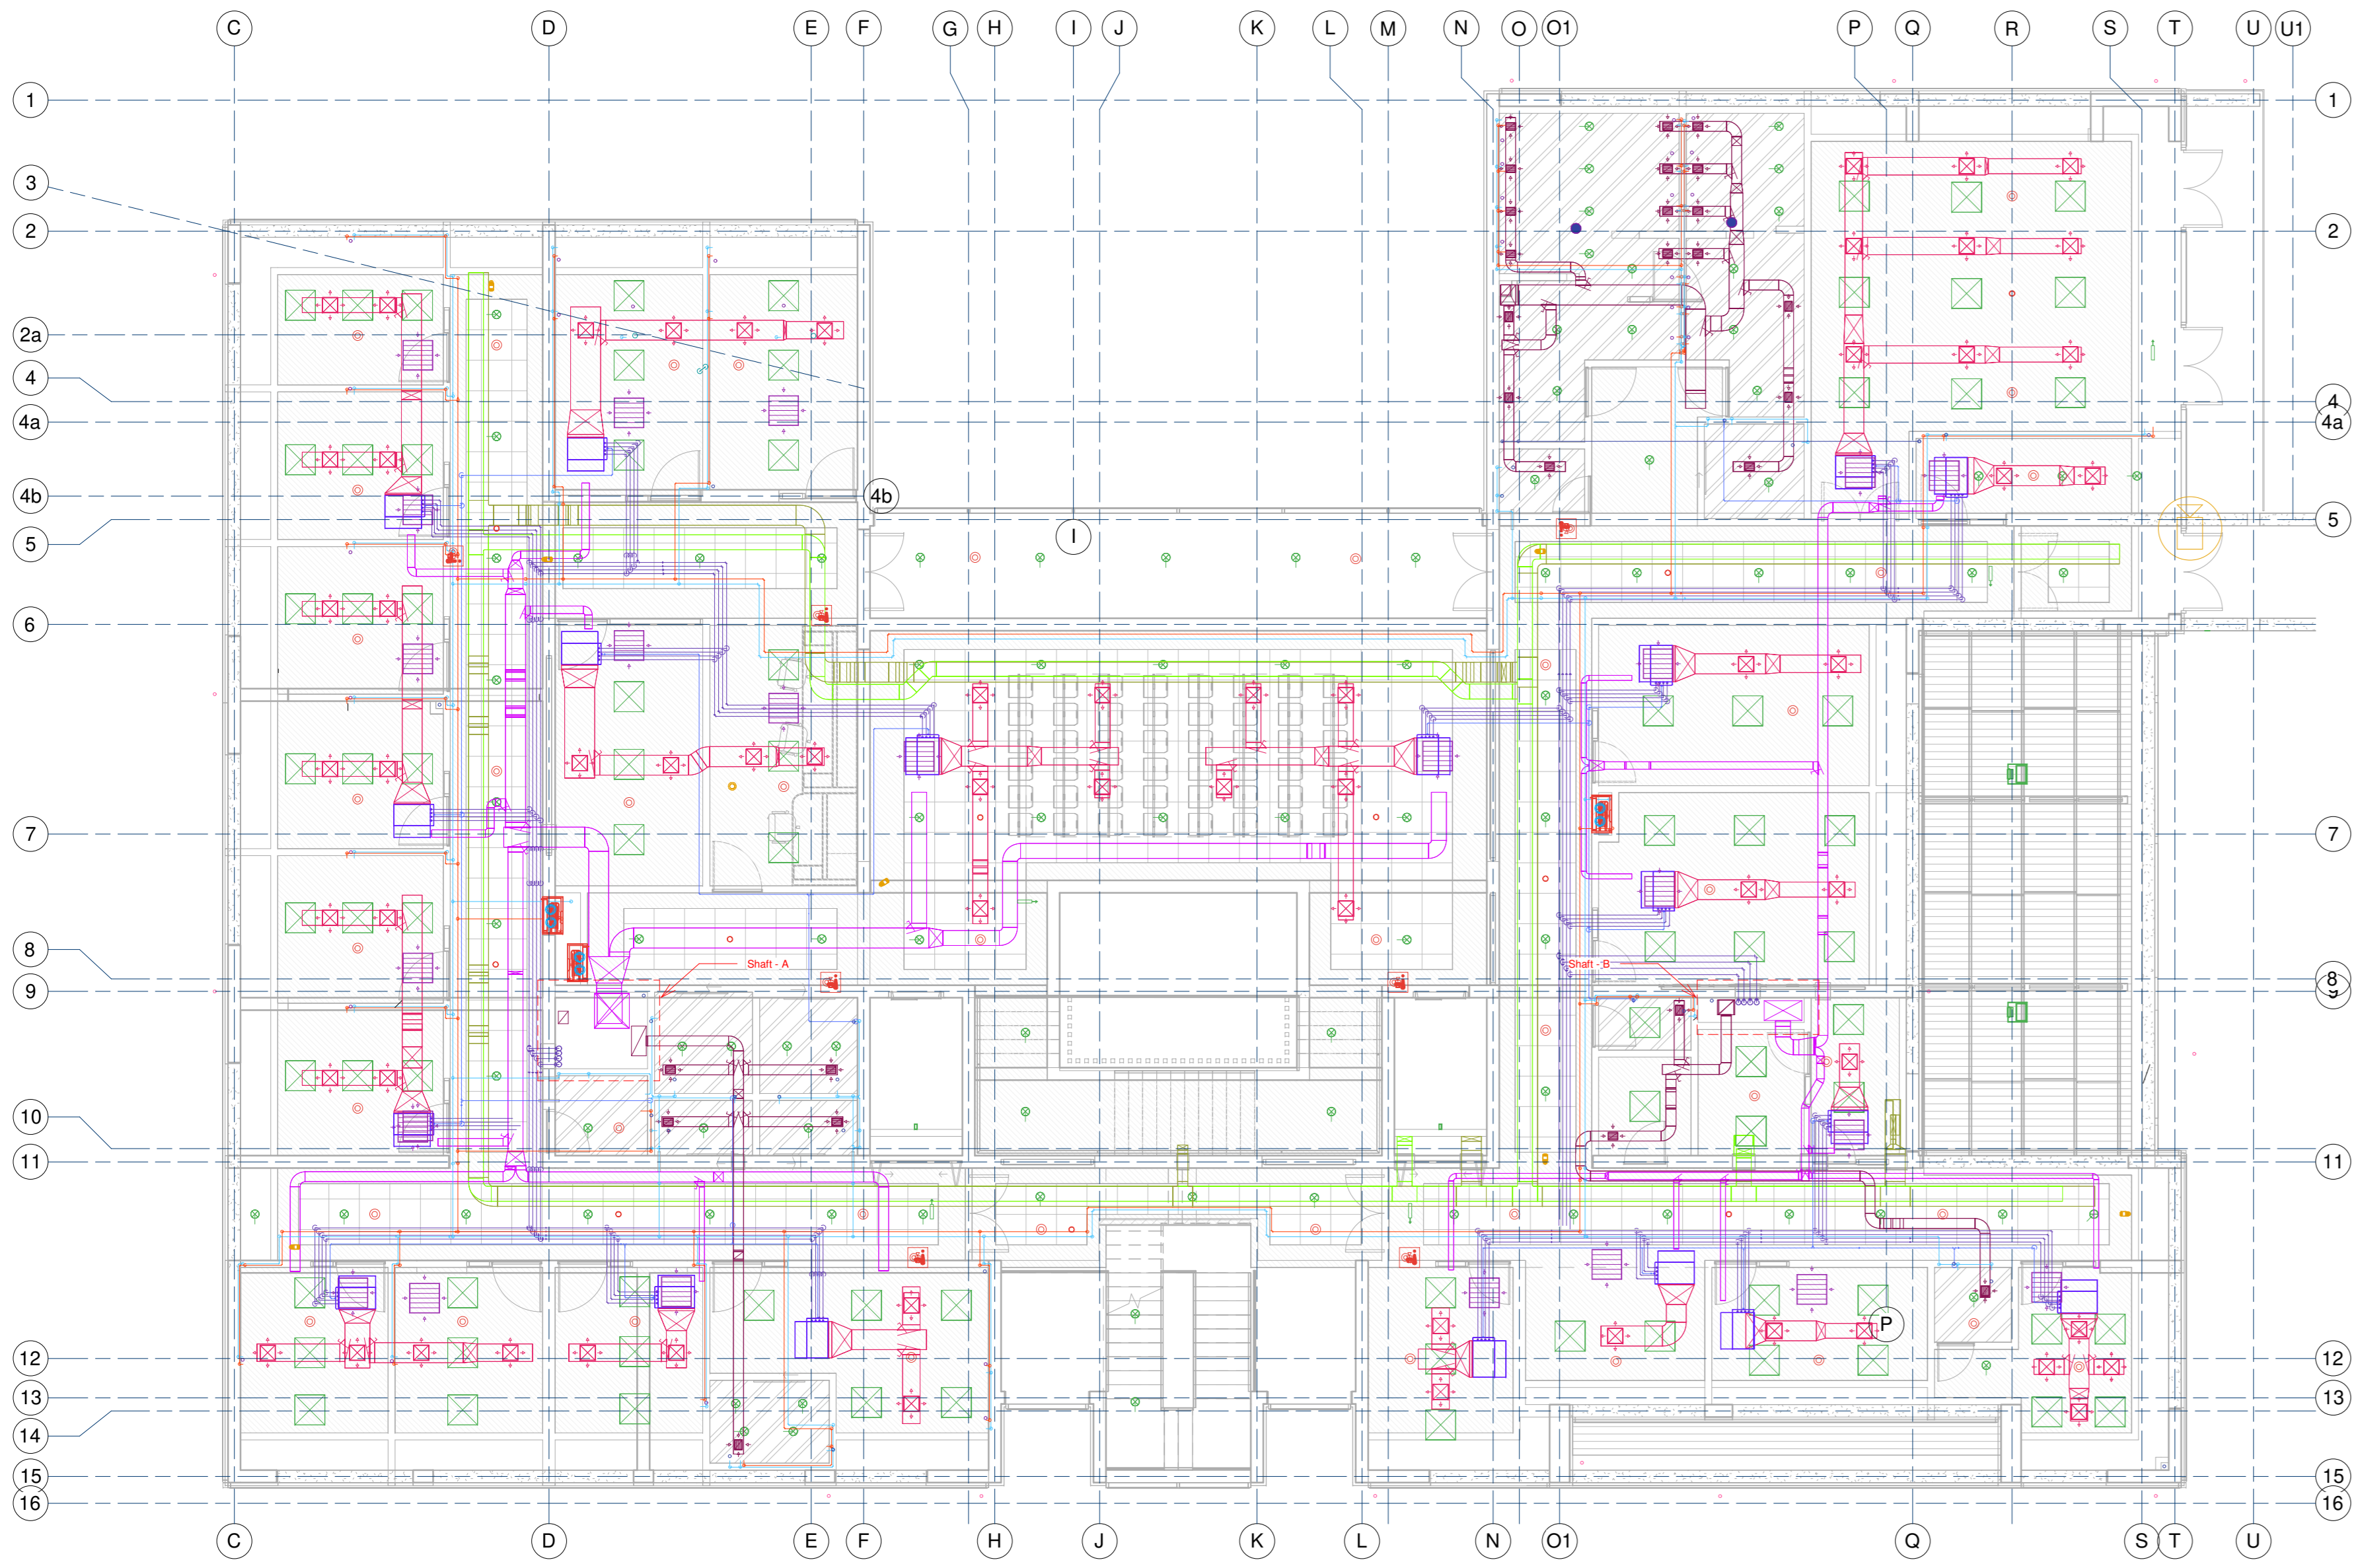 C D E F G H I J K L M N O O1 P Q R S T U U1
1 1
3
2 2
2a
4 4
4a 4a
4b 4b
5 5
I
6
7 7
Shaft - A Shaft - B
8 8
9 9
10
11 11
P
12 12
13 13
14
15 15
16 16
C D E F H J K L N O1 Q S T U